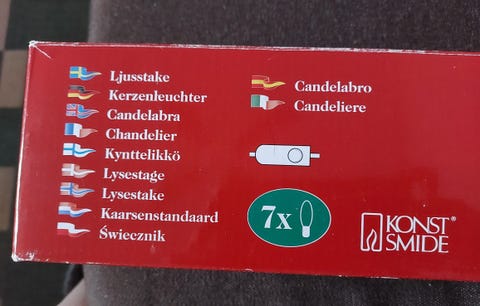 Ljusstake
Kerzenleuchter
Candelabra
Chandelier
Kynttelikkö
Lysestage
Lysestake
Kaarsenstandaard
Świecznik
Candelabro
Candeliere
7x
KONST
SMIDE®